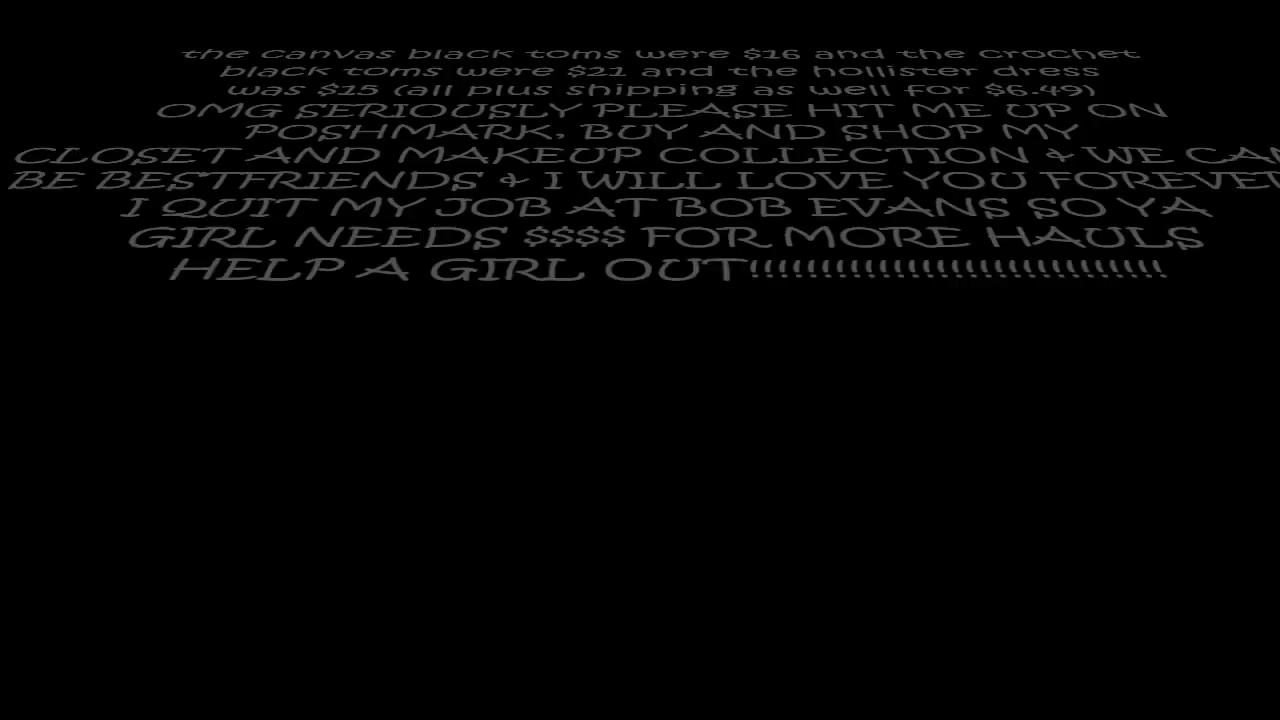 the canvas black toms were $16 and the crochet
black toms were $21 and the hollister dress
was $15 (all plus shipping as well for $6.49)
OMG SERIOUSLY PLEASE HIT ME UP ON
POSHMARK, BUY AND SHOP MY
CLOSET AND MAKEUP COLLECTION & WE CAN
BE BESTFRIENDS & I WILL LOVE YOU FOREVER
I QUIT MY JOB AT BOB EVANS SO YA
GIRL NEEDS $$$$ FOR MORE HAULS
HELP A GIRL OUT!!!!!!!!!!!!!!!!!!!!!!!!!!!!!